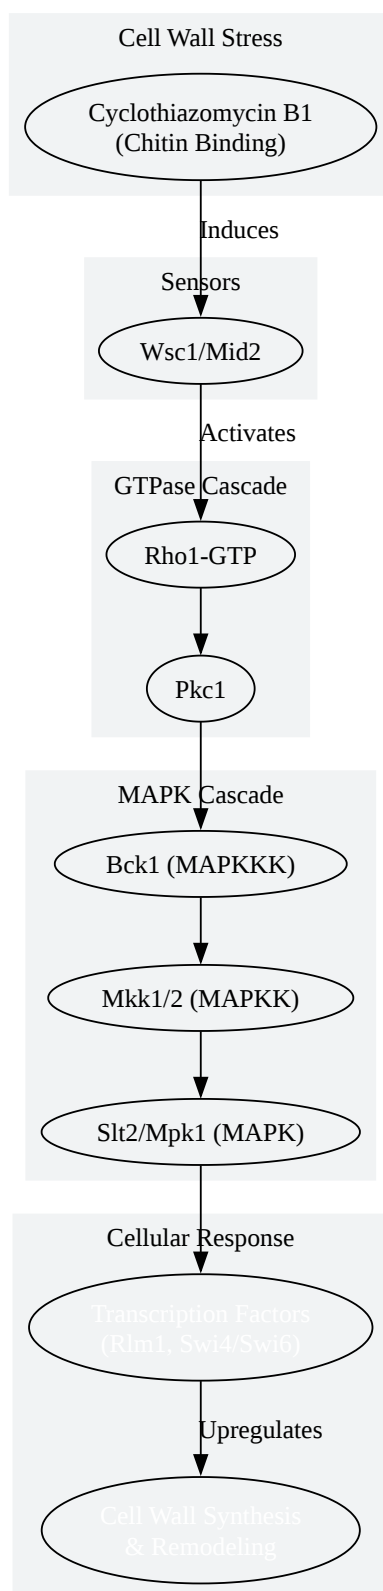 Cell Wall Stress
Cyclothiazomycin B1
(Chitin Binding)
Induces
Sensors
Wsc1/Mid2
Activates
GTPase Cascade
Rho1-GTP
Pkc1
MAPK Cascade
Bck1 (MAPKKK)
Mkk1/2 (MAPKK)
Slt2/Mpk1 (MAPK)
Cellular Response
Transcription Factors
(Rlm1, Swi4/Swi6)
Upregulates
Cell Wall Synthesis
& Remodeling